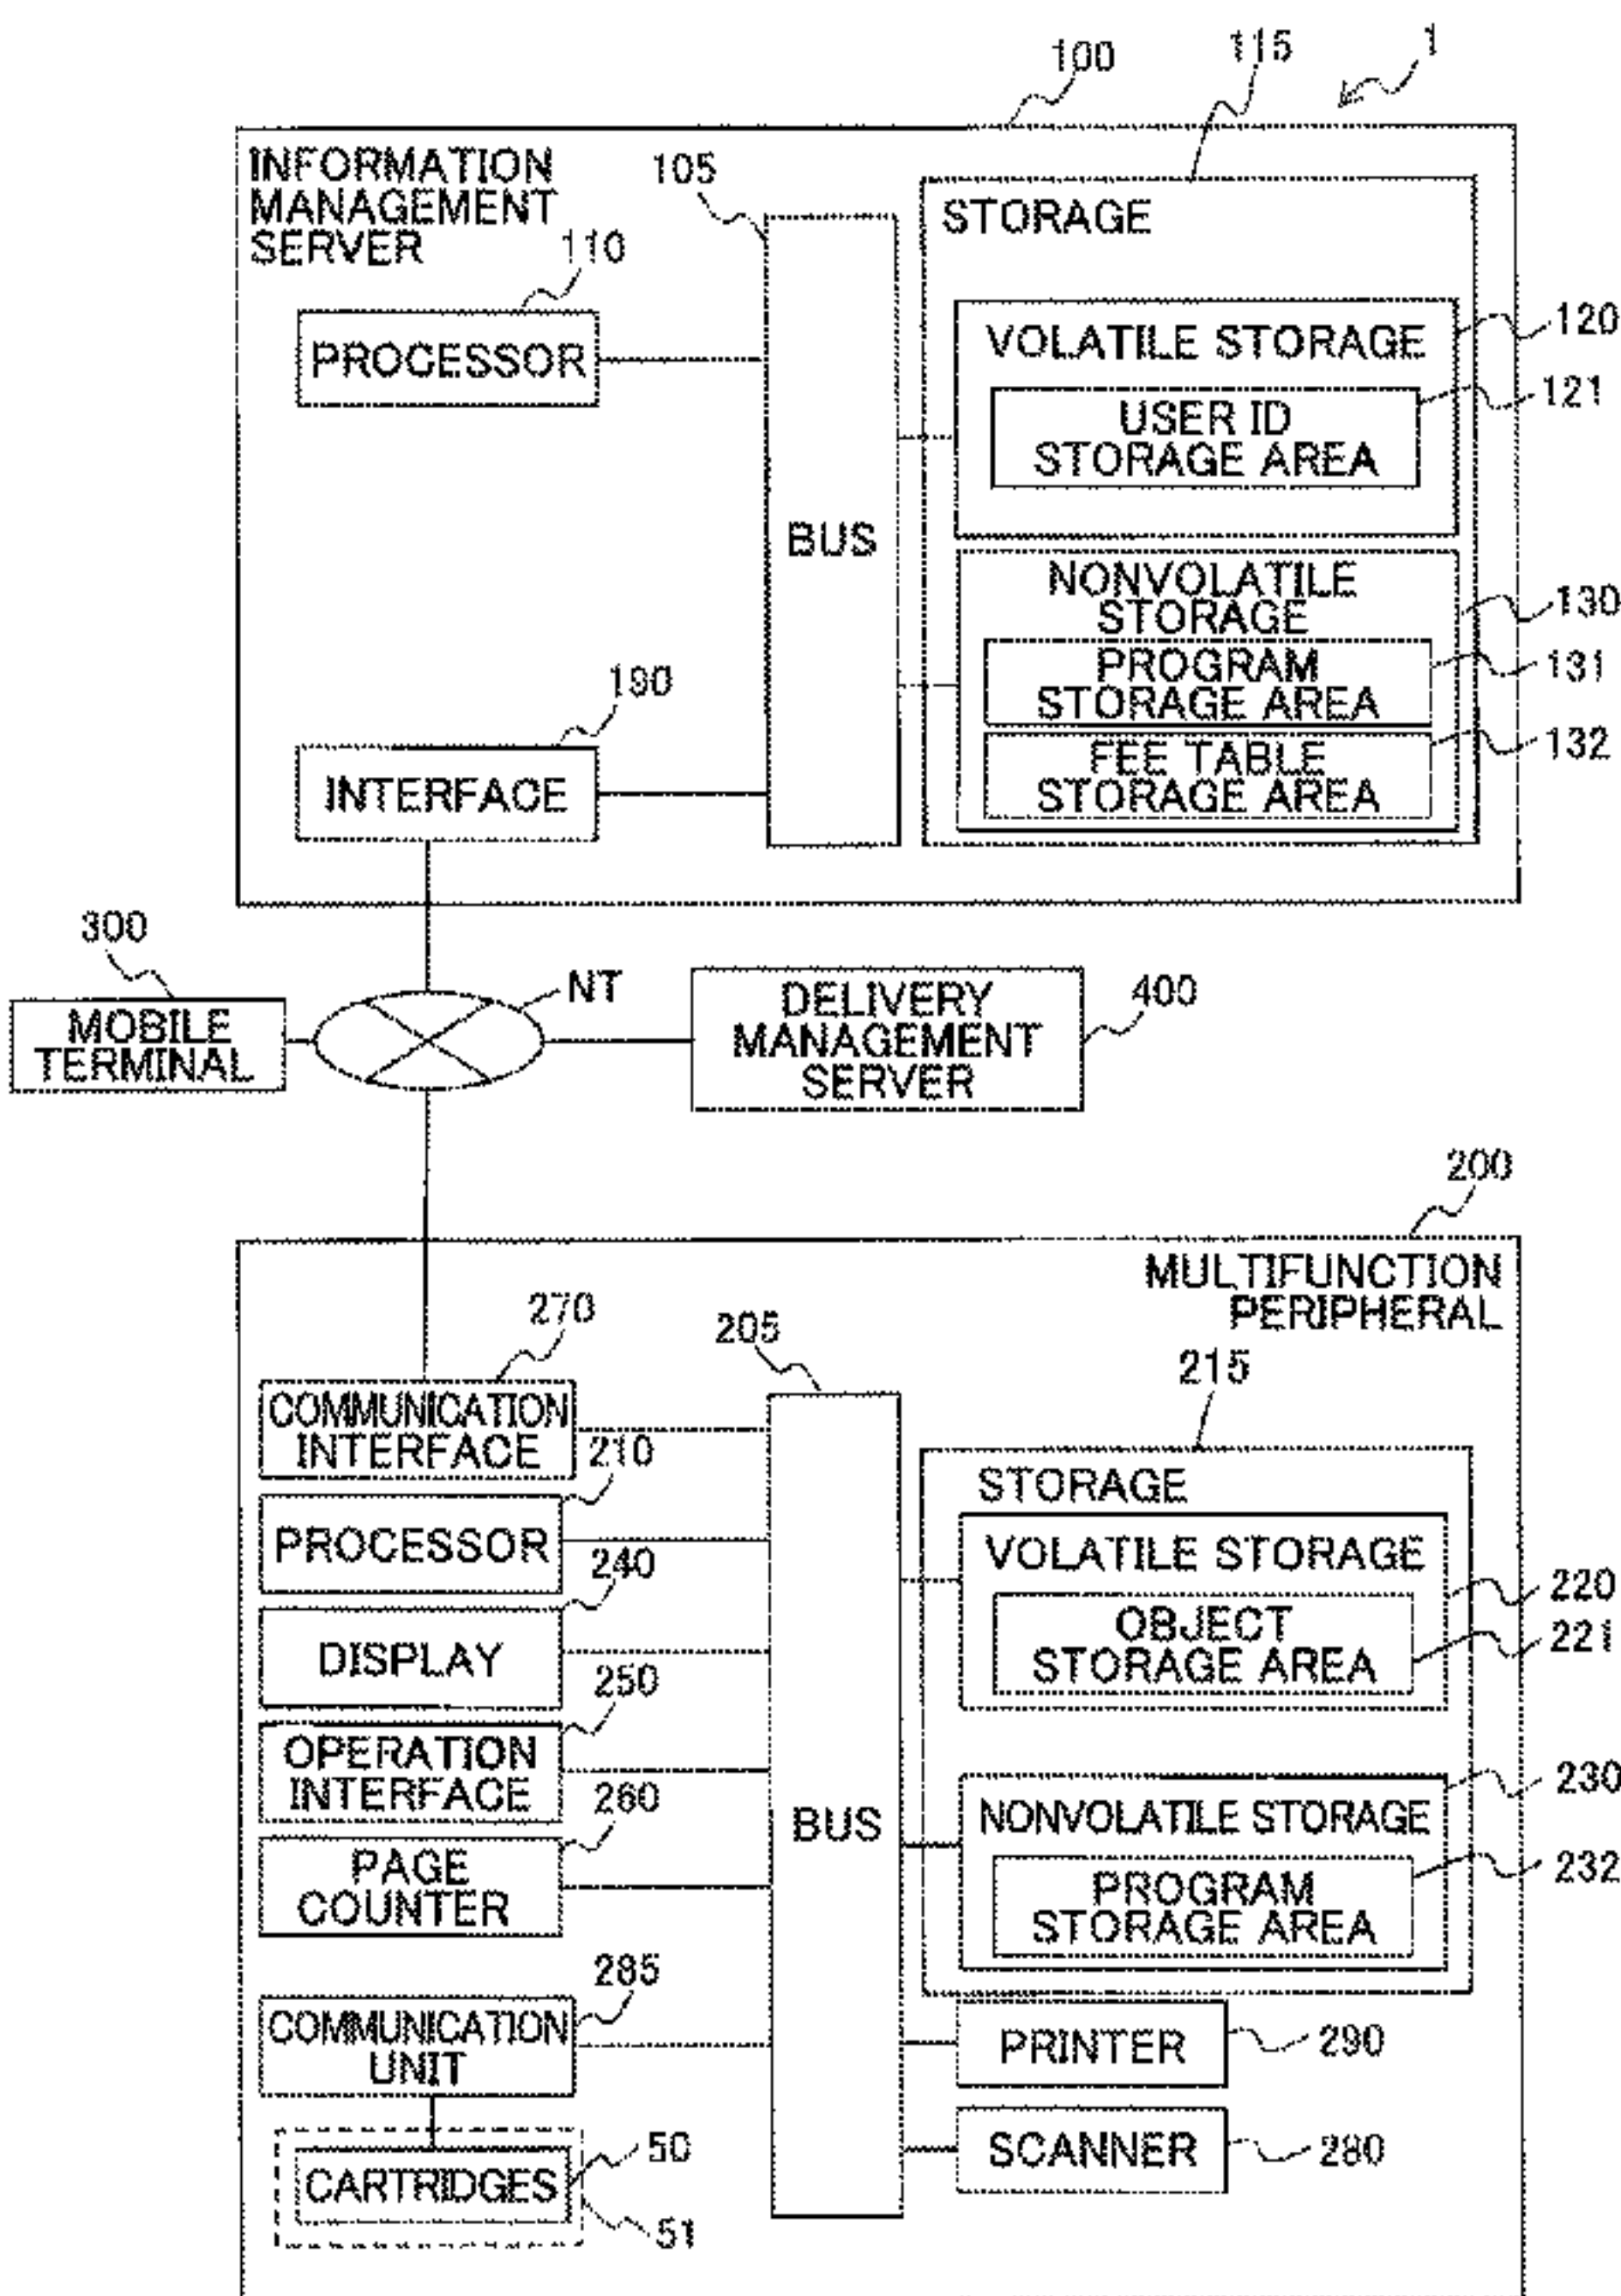 1
100
115
INFORMATION
MANAGEMENT
SERVER
105
110
STORAGE
PROCESSOR
VOLATILE STORAGE
120
USER ID
STORAGE AREA
121
BUS
NONVOLATILE
STORAGE
130
PROGRAM
STORAGE AREA
131
190
INTERFACE
FEE TABLE
STORAGE AREA
132
300
MOBILE
TERMINAL
NT
DELIVERY
MANAGEMENT
SERVER
400
200
MULTIFUNCTION
PERIPHERAL
270
205
215
COMMUNICATION
INTERFACE
210
STORAGE
PROCESSOR
VOLATILE STORAGE
220
240
OBJECT
STORAGE AREA
221
DISPLAY
250
OPERATION
INTERFACE
230
260
BUS
NONVOLATILE STORAGE
PAGE
COUNTER
PROGRAM
STORAGE AREA
232
285
COMMUNICATION
UNIT
PRINTER
290
50
CARTRIDGES
SCANNER
280
51